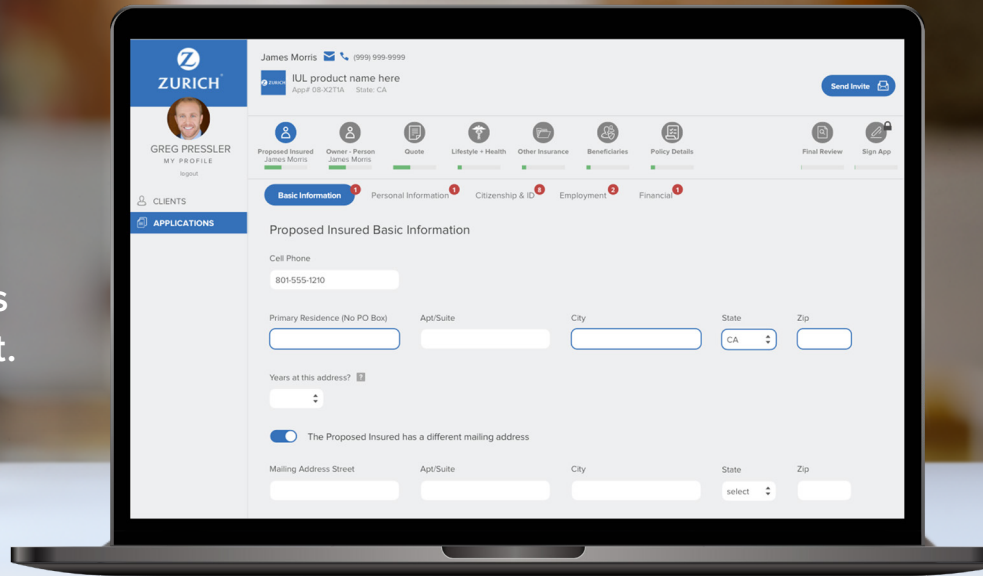 s
t.
ZURICH
GREG PRESSLER
MY PROFILE
logout
CLIENTS
APPLICATIONS
James Morris (999) 999-9999
ZURICH IUL product name here
App# 08-X2T1A State: CA
Send Invite
Proposed Insured
James Morris
Owner - Person
James Morris
Quote
Lifestyle + Health
Other Insurance
Beneficiaries
Policy Details
Final Review
Sign App
Basic Information 1 Personal Information 1 Citizenship & ID 8 Employment 2 Financial 1
Proposed Insured Basic Information
Cell Phone
801-555-1210
Primary Residence (No PO Box) Apt/Suite City State Zip
CA
Years at this address? ?
The Proposed Insured has a different mailing address
Mailing Address Street Apt/Suite City State Zip
select